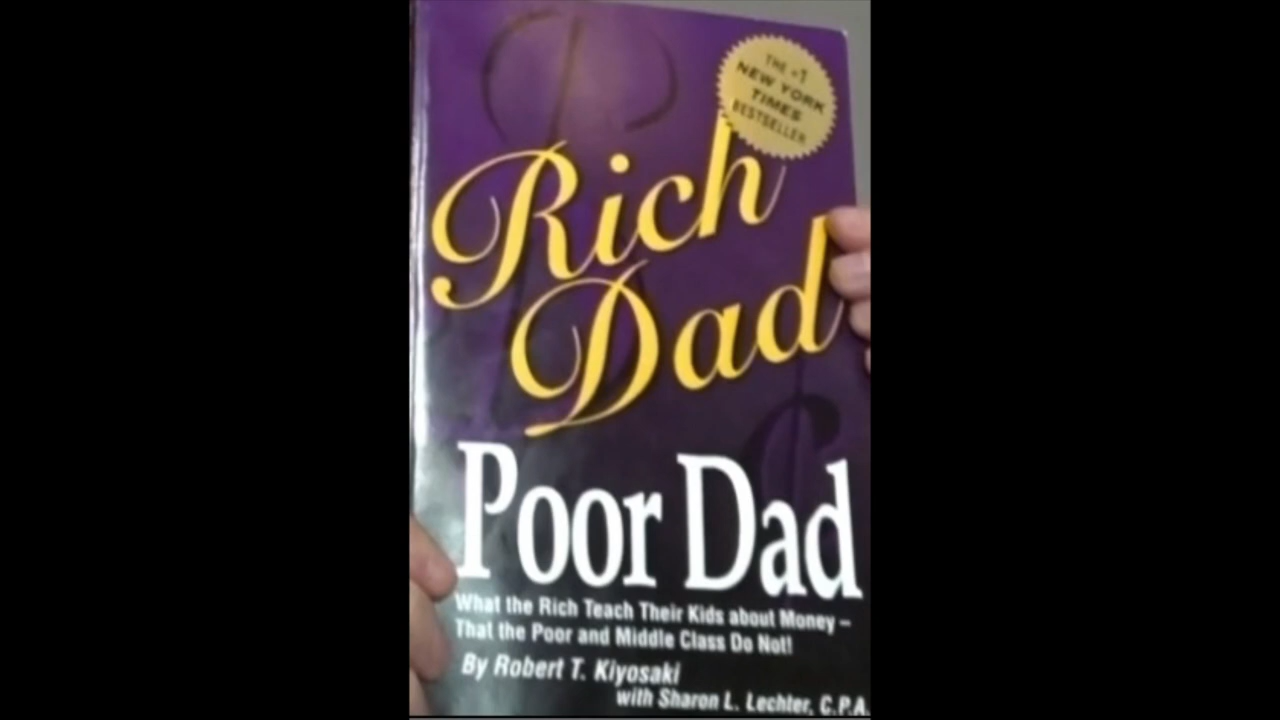 THE #1
NEW YORK
TIMES
BESTSELLER
Rich
Dad
Poor Dad
What the Rich Teach Their Kids about Money –
That the Poor and Middle Class Do Not!
By Robert T. Kiyosaki
with Sharon L. Lechter, C.P.A.